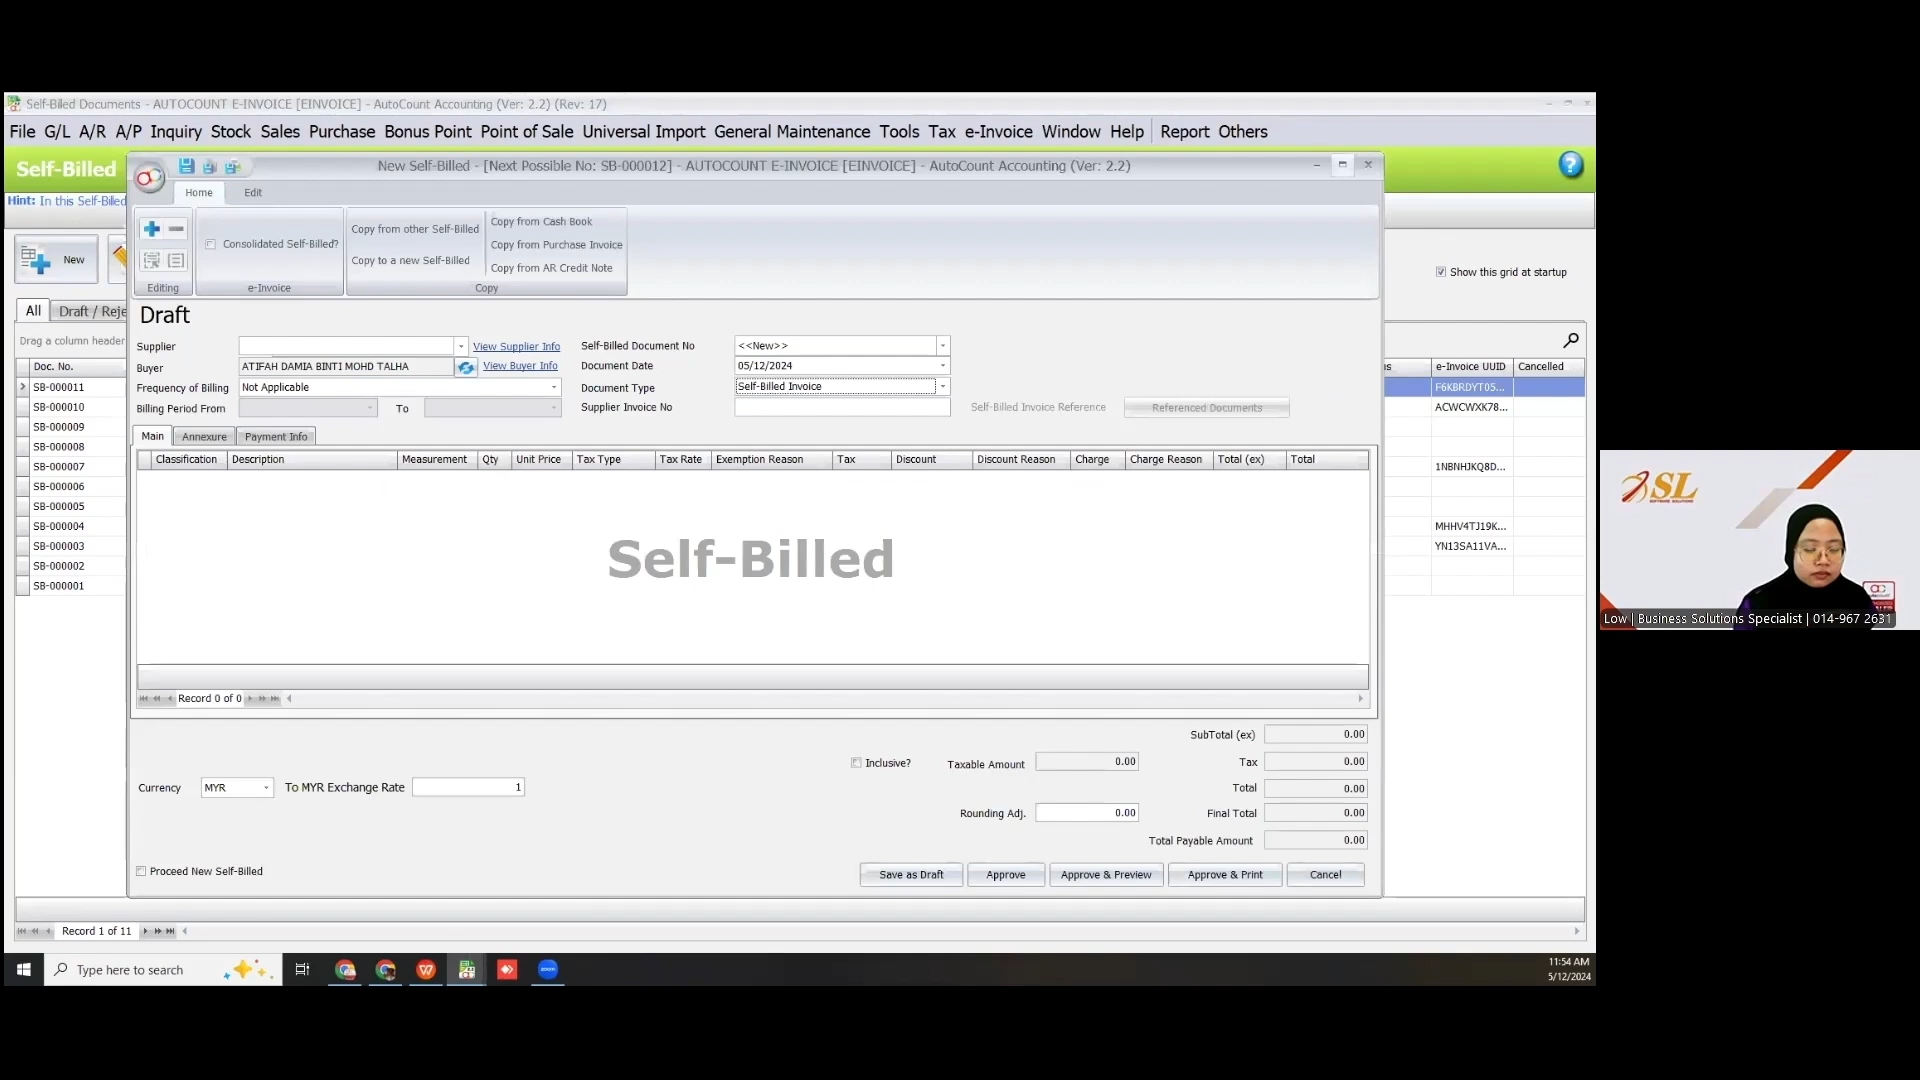 Self-Billed Documents - AUTOCOUNT E-INVOICE [EINVOICE] - AutoCount Accounting (Ver: 2.2) (Rev: 17)
File G/L A/R A/P Inquiry Stock Sales Purchase Bonus Point Point of Sale Universal Import General Maintenance Tools Tax e-Invoice Window Help Report Others
Self-Billed
New Self-Billed - [Next Possible No: SB-000012] - AUTOCOUNT E-INVOICE [EINVOICE] - AutoCount Accounting (Ver: 2.2)
Hint: In this Self-Billed
Home Edit
Copy from Cash Book
Copy from other Self-Billed
Consolidated Self-Billed?
Copy from Purchase Invoice
New
Copy to a new Self-Billed
Copy from AR Credit Note
Show this grid at startup
Editing e-Invoice Copy
All Draft / Reje
Draft
Drag a column header
Supplier View Supplier Info Self-Billed Document No <<New>>
Buyer ATIFAH DAMIA BINTI MOHD TALHA View Buyer Info Document Date 05/12/2024
Frequency of Billing Not Applicable Document Type Self-Billed Invoice
Billing Period From To Supplier Invoice No Self-Billed Invoice Reference Referenced Documents
Doc. No.
SB-000011
SB-000010
SB-000009
SB-000008
SB-000007
SB-000006
SB-000005
SB-000004
SB-000003
SB-000002
SB-000001
s e-Invoice UUID Cancelled
F6KBRDYT05...
ACWCWXK78...
1NBNHJKQ8D...
MHHV4TJ19K...
YN13SA11VA...
Main Annexure Payment Info
Classification Description Measurement Qty Unit Price Tax Type Tax Rate Exemption Reason Tax Discount Discount Reason Charge Charge Reason Total (ex) Total
Self-Billed
Record 0 of 0
SubTotal (ex) 0.00
Inclusive? Taxable Amount 0.00 Tax 0.00
Currency MYR To MYR Exchange Rate 1 Total 0.00
Rounding Adj. 0.00 Final Total 0.00
Total Payable Amount 0.00
Proceed New Self-Billed Save as Draft Approve Approve & Preview Approve & Print Cancel
Record 1 of 11
Type here to search
11:54 AM
5/12/2024
SL
Low | Business Solutions Specialist | 014-967 2631